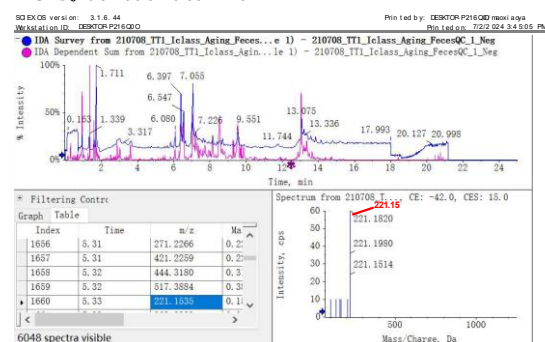 SCIEX OS version: 3.1.6.44
Printed by: DESKTOP-P216QDO\maoxiaoya
Workstation ID: DESKTOP-P216QDO
Printed on: 7/2/2024 3:45:05 PM
IDA Survey from 210708_TT1_Iclass_Aging_Feces...e 1) - 210708_TT1_Iclass_Aging_FecesQC_1_Neg
IDA Dependent Sum from 210708_TT1_Iclass_Agin...le 1) - 210708_TT1_Iclass_Aging_FecesQC_1_Neg
% Intensity
100%
50%
0%
0.163
1.711
1.339
3.317
6.397
7.055
6.547
6.080
7.226
9.551
11.744
13.075
13.336
17.993
20.127
20.998
2 4 6 8 10 12 14 16 18 20 22 24
Time, min
Filtering Contrc
Graph Table
Index Time m/z Ma
1656 5.31 271.2266
1657 5.31 421.2259
1658 5.32 444.3180
1659 5.32 517.3884
1660 5.33 221.1535
6048 spectra visible
Spectrum from 210708_T..., CE: -42.0, CES: 15.0
Intensity, cps
60
50
40
30
20
10
0
221.15
221.1820
221.1980
221.1514
500 1000
Mass/Charge, Da